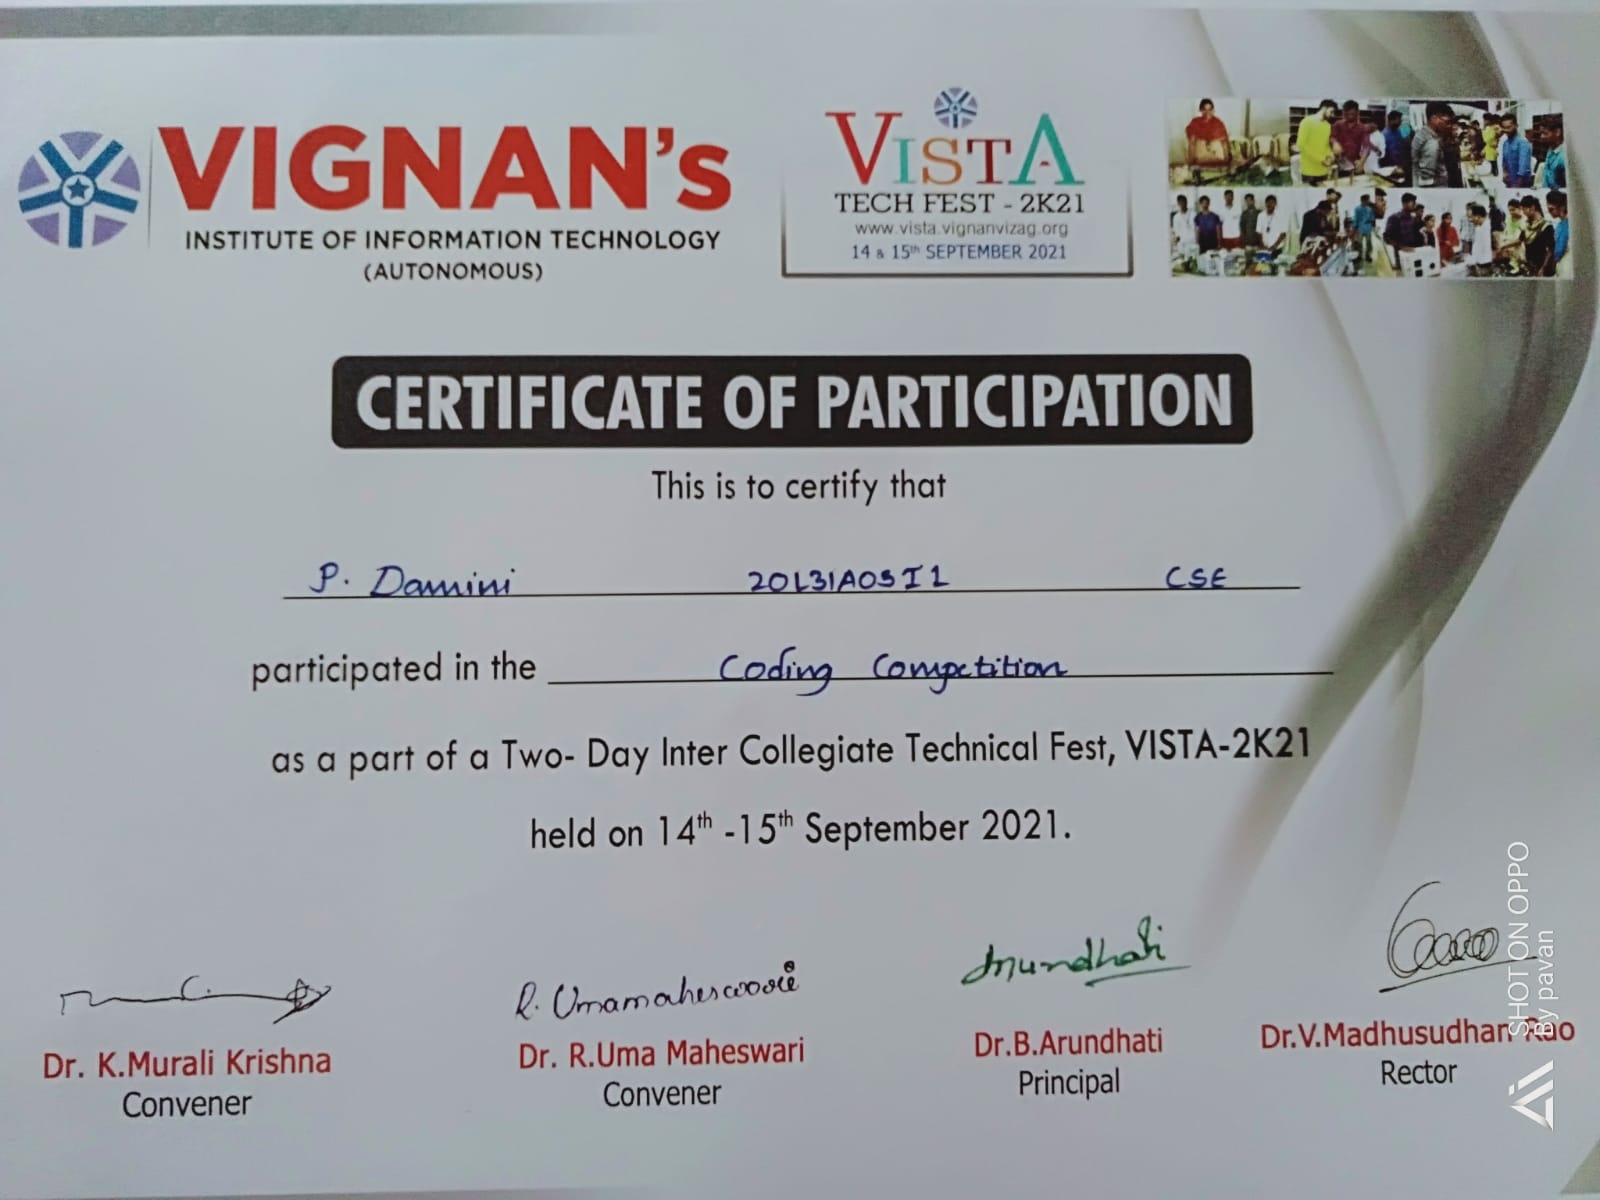 VIGNAN's
INSTITUTE OF INFORMATION TECHNOLOGY
(AUTONOMOUS)
VISTA
TECH FEST - 2K21
www.vista.vignanvizag.org
14 & 15th SEPTEMBER 2021
CERTIFICATE OF PARTICIPATION
This is to certify that
P. Damini 20L31A05I1 CSE
participated in the Coding Competition
as a part of a Two- Day Inter Collegiate Technical Fest, VISTA-2K21
held on 14th -15th September 2021.
R. Umamaheswari
Arundhati
Dr. K.Murali Krishna
Convener
Dr. R.Uma Maheswari
Convener
Dr.B.Arundhati
Principal
Dr.V.Madhusudhan Rao
Rector
SHOT ON OPPO
By pavan